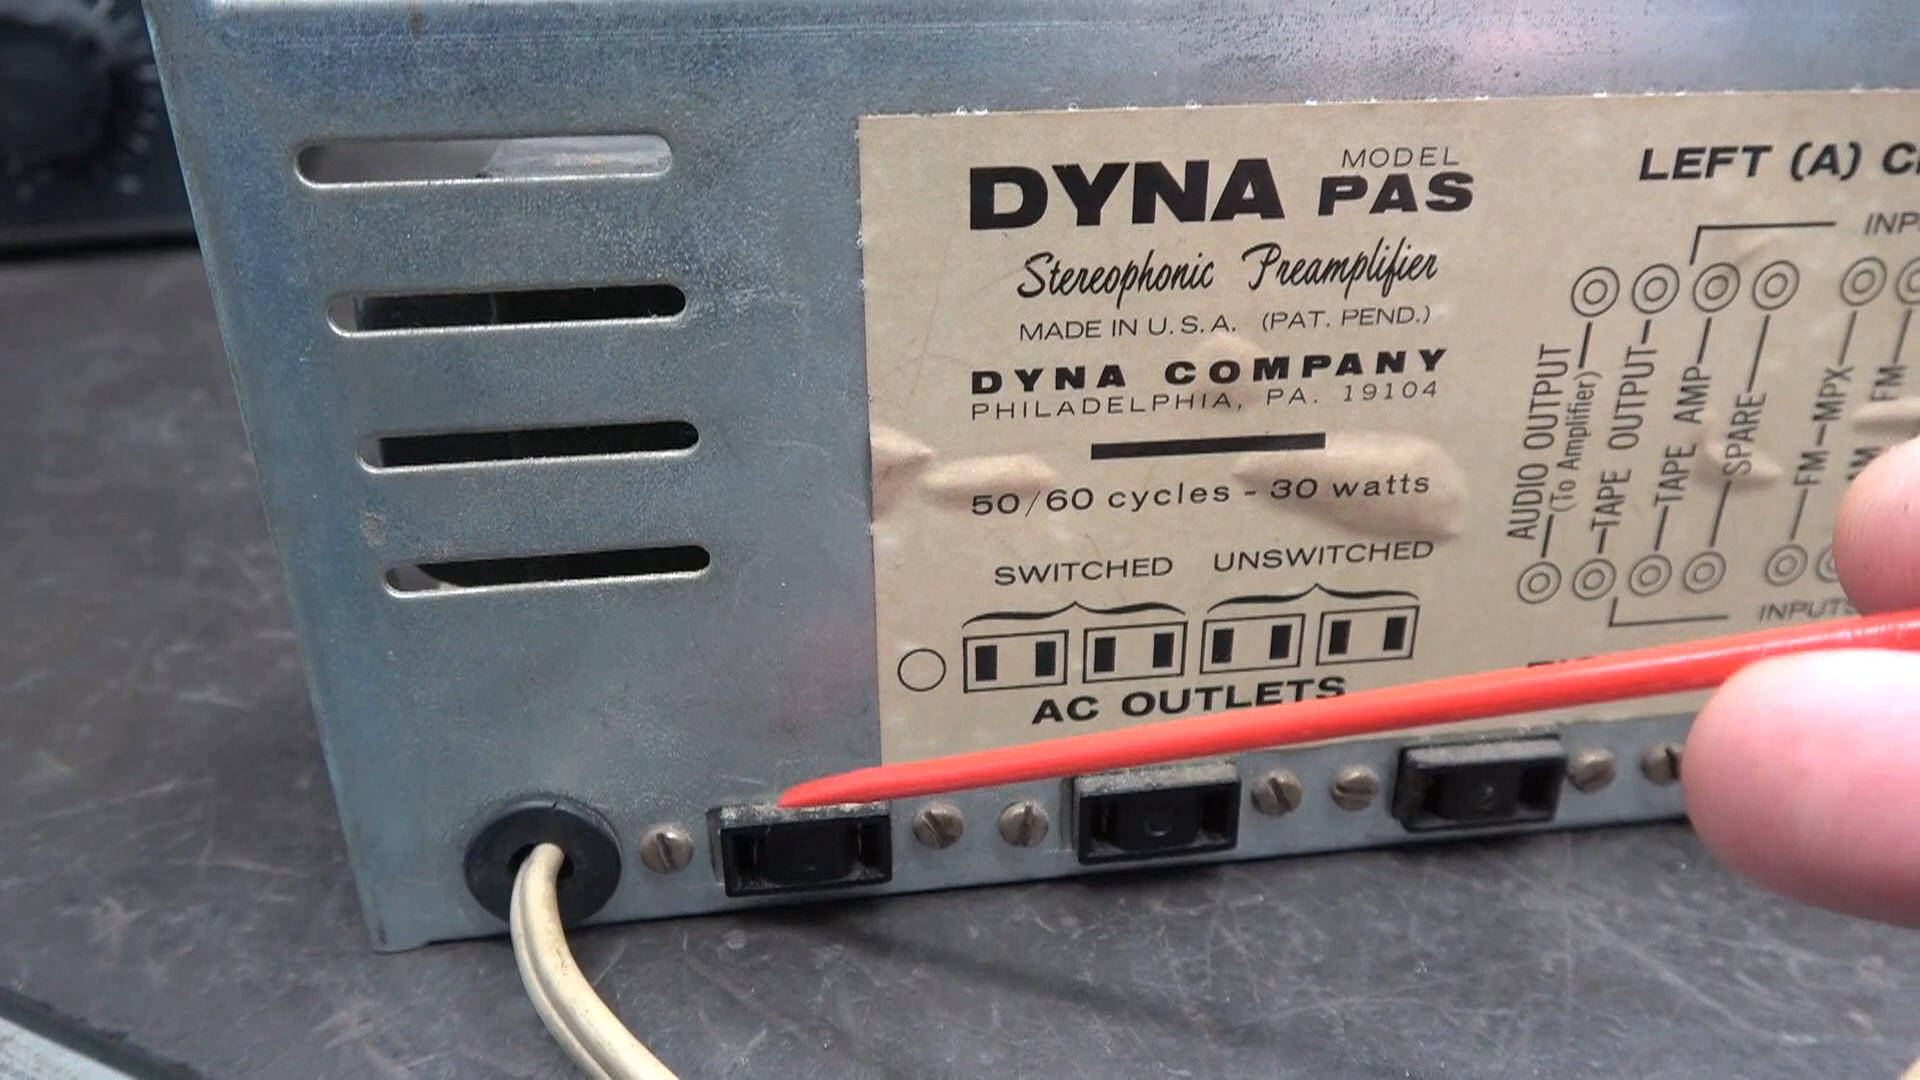 DYNA MODEL PAS
Stereophonic Preamplifier
MADE IN U.S.A. (PAT. PEND.)
DYNA COMPANY
PHILADELPHIA, PA. 19104
50/60 cycles - 30 watts
SWITCHED UNSWITCHED
AC OUTLETS
LEFT (A)
AUDIO OUTPUT
(To Amplifier)
TAPE OUTPUT
TAPE AMP
SPARE
FM-MPX
FM
AM
INPUTS